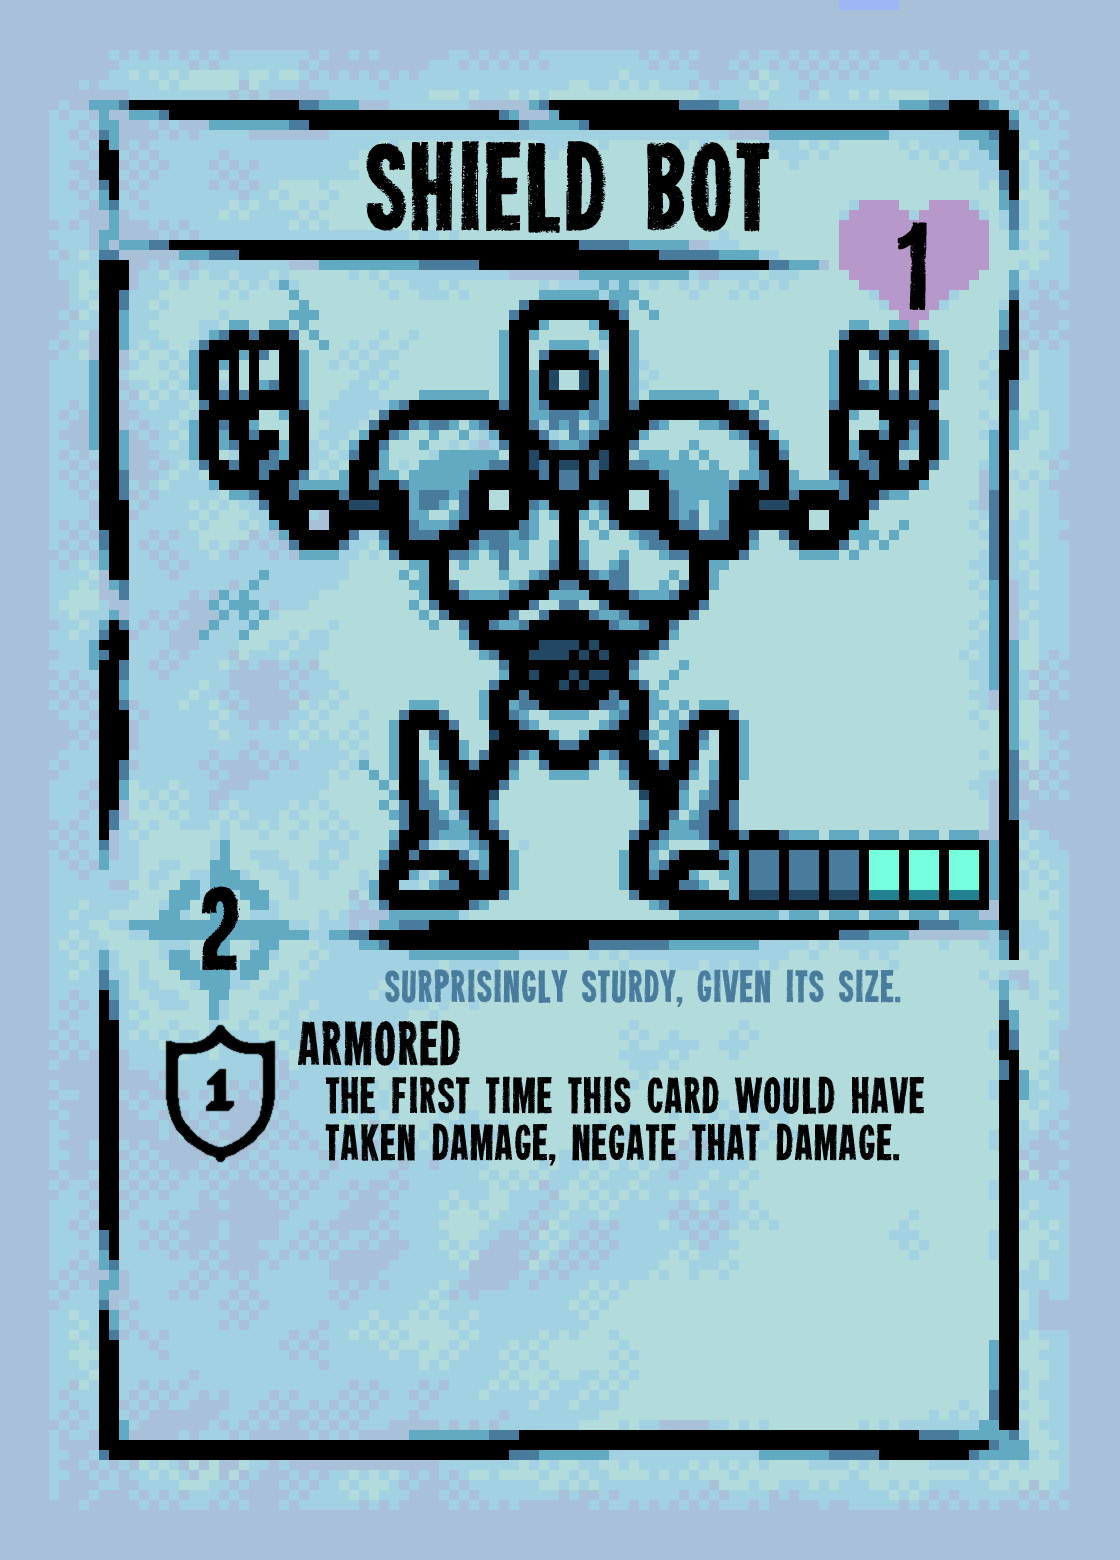 SHIELD BOT
1
2
SURPRISINGLY STURDY, GIVEN ITS SIZE.
ARMORED
1
THE FIRST TIME THIS CARD WOULD HAVE
TAKEN DAMAGE, NEGATE THAT DAMAGE.